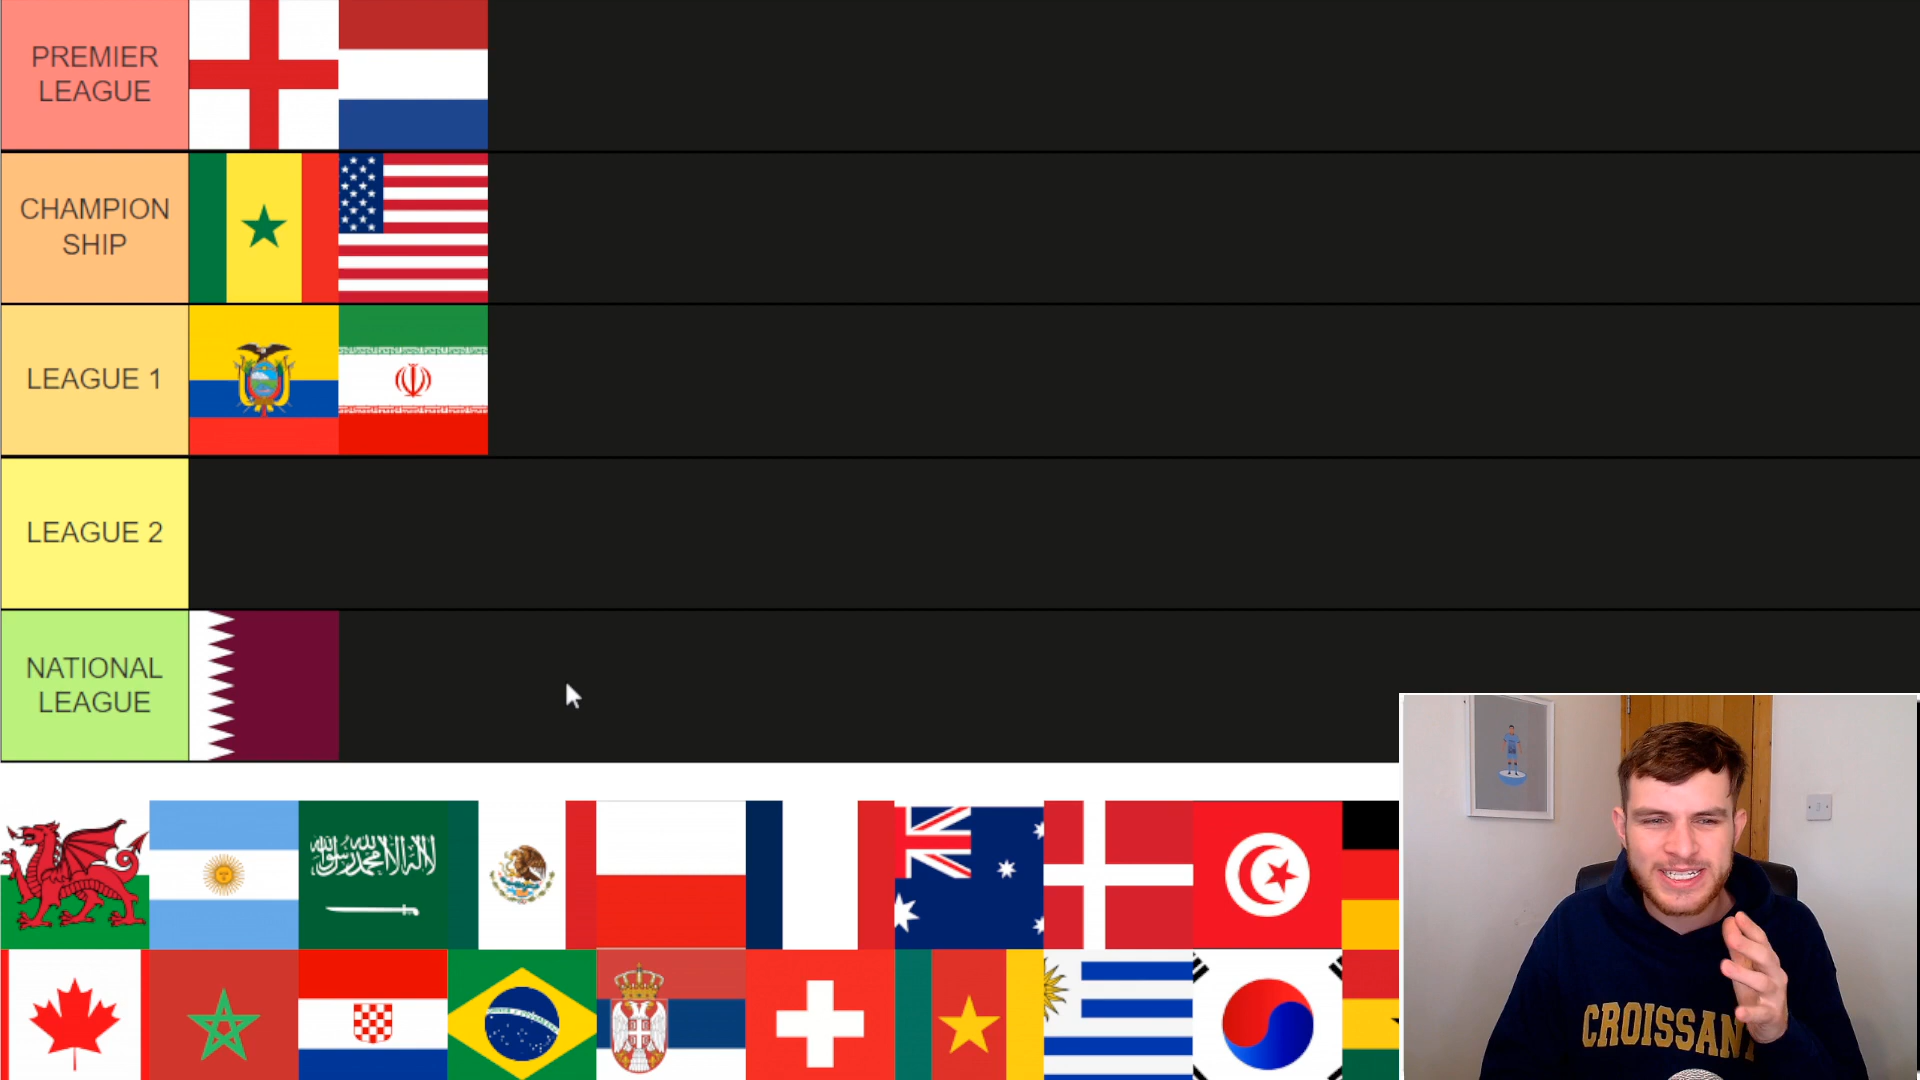 PREMIER
LEAGUE
CHAMPION
SHIP
LEAGUE 1
LEAGUE 2
NATIONAL
LEAGUE
CROISSAN